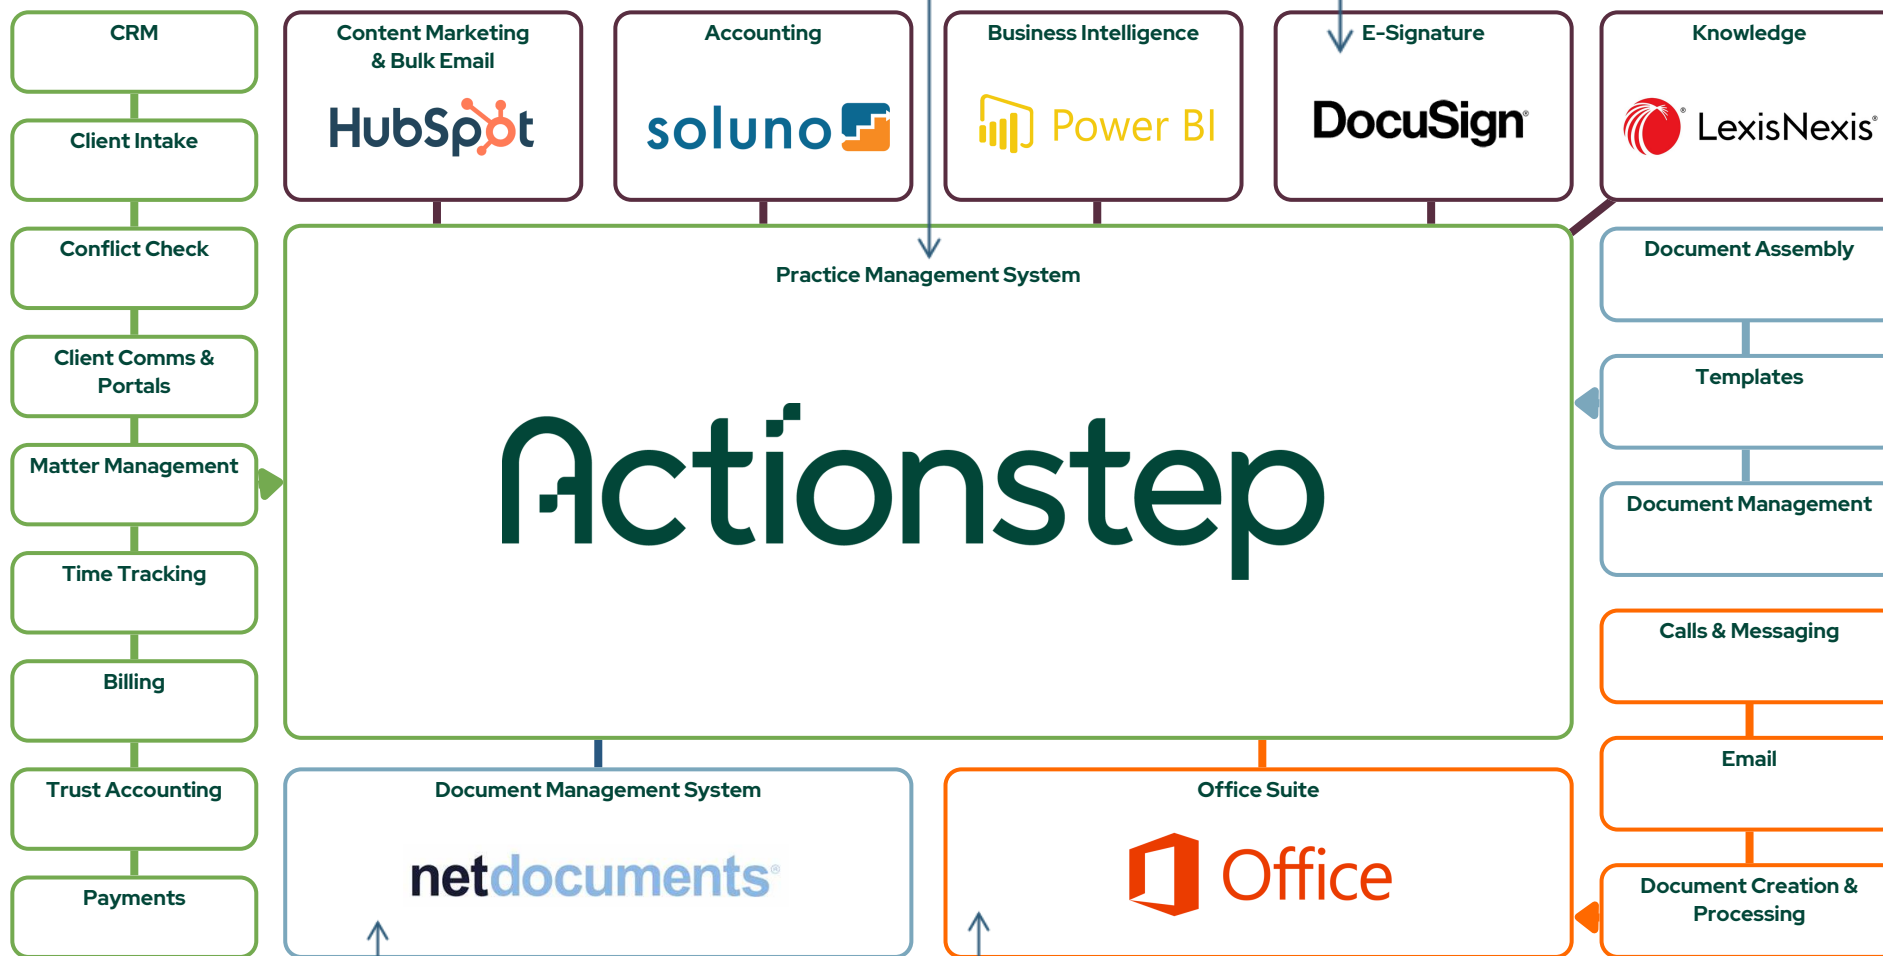 CRM
Client Intake
Conflict Check
Client Comms &
Portals
Matter Management
Time Tracking
Billing
Trust Accounting
Payments
Content Marketing
& Bulk Email
HubSpot
Accounting
soluno
Business Intelligence
Power BI
E-Signature
DocuSign®
Knowledge
® LexisNexis®
Practice Management System
Actionstep
Document Assembly
Templates
Document Management
Calls & Messaging
Email
Document Creation &
Processing
Document Management System
netdocuments®
Office Suite
Office